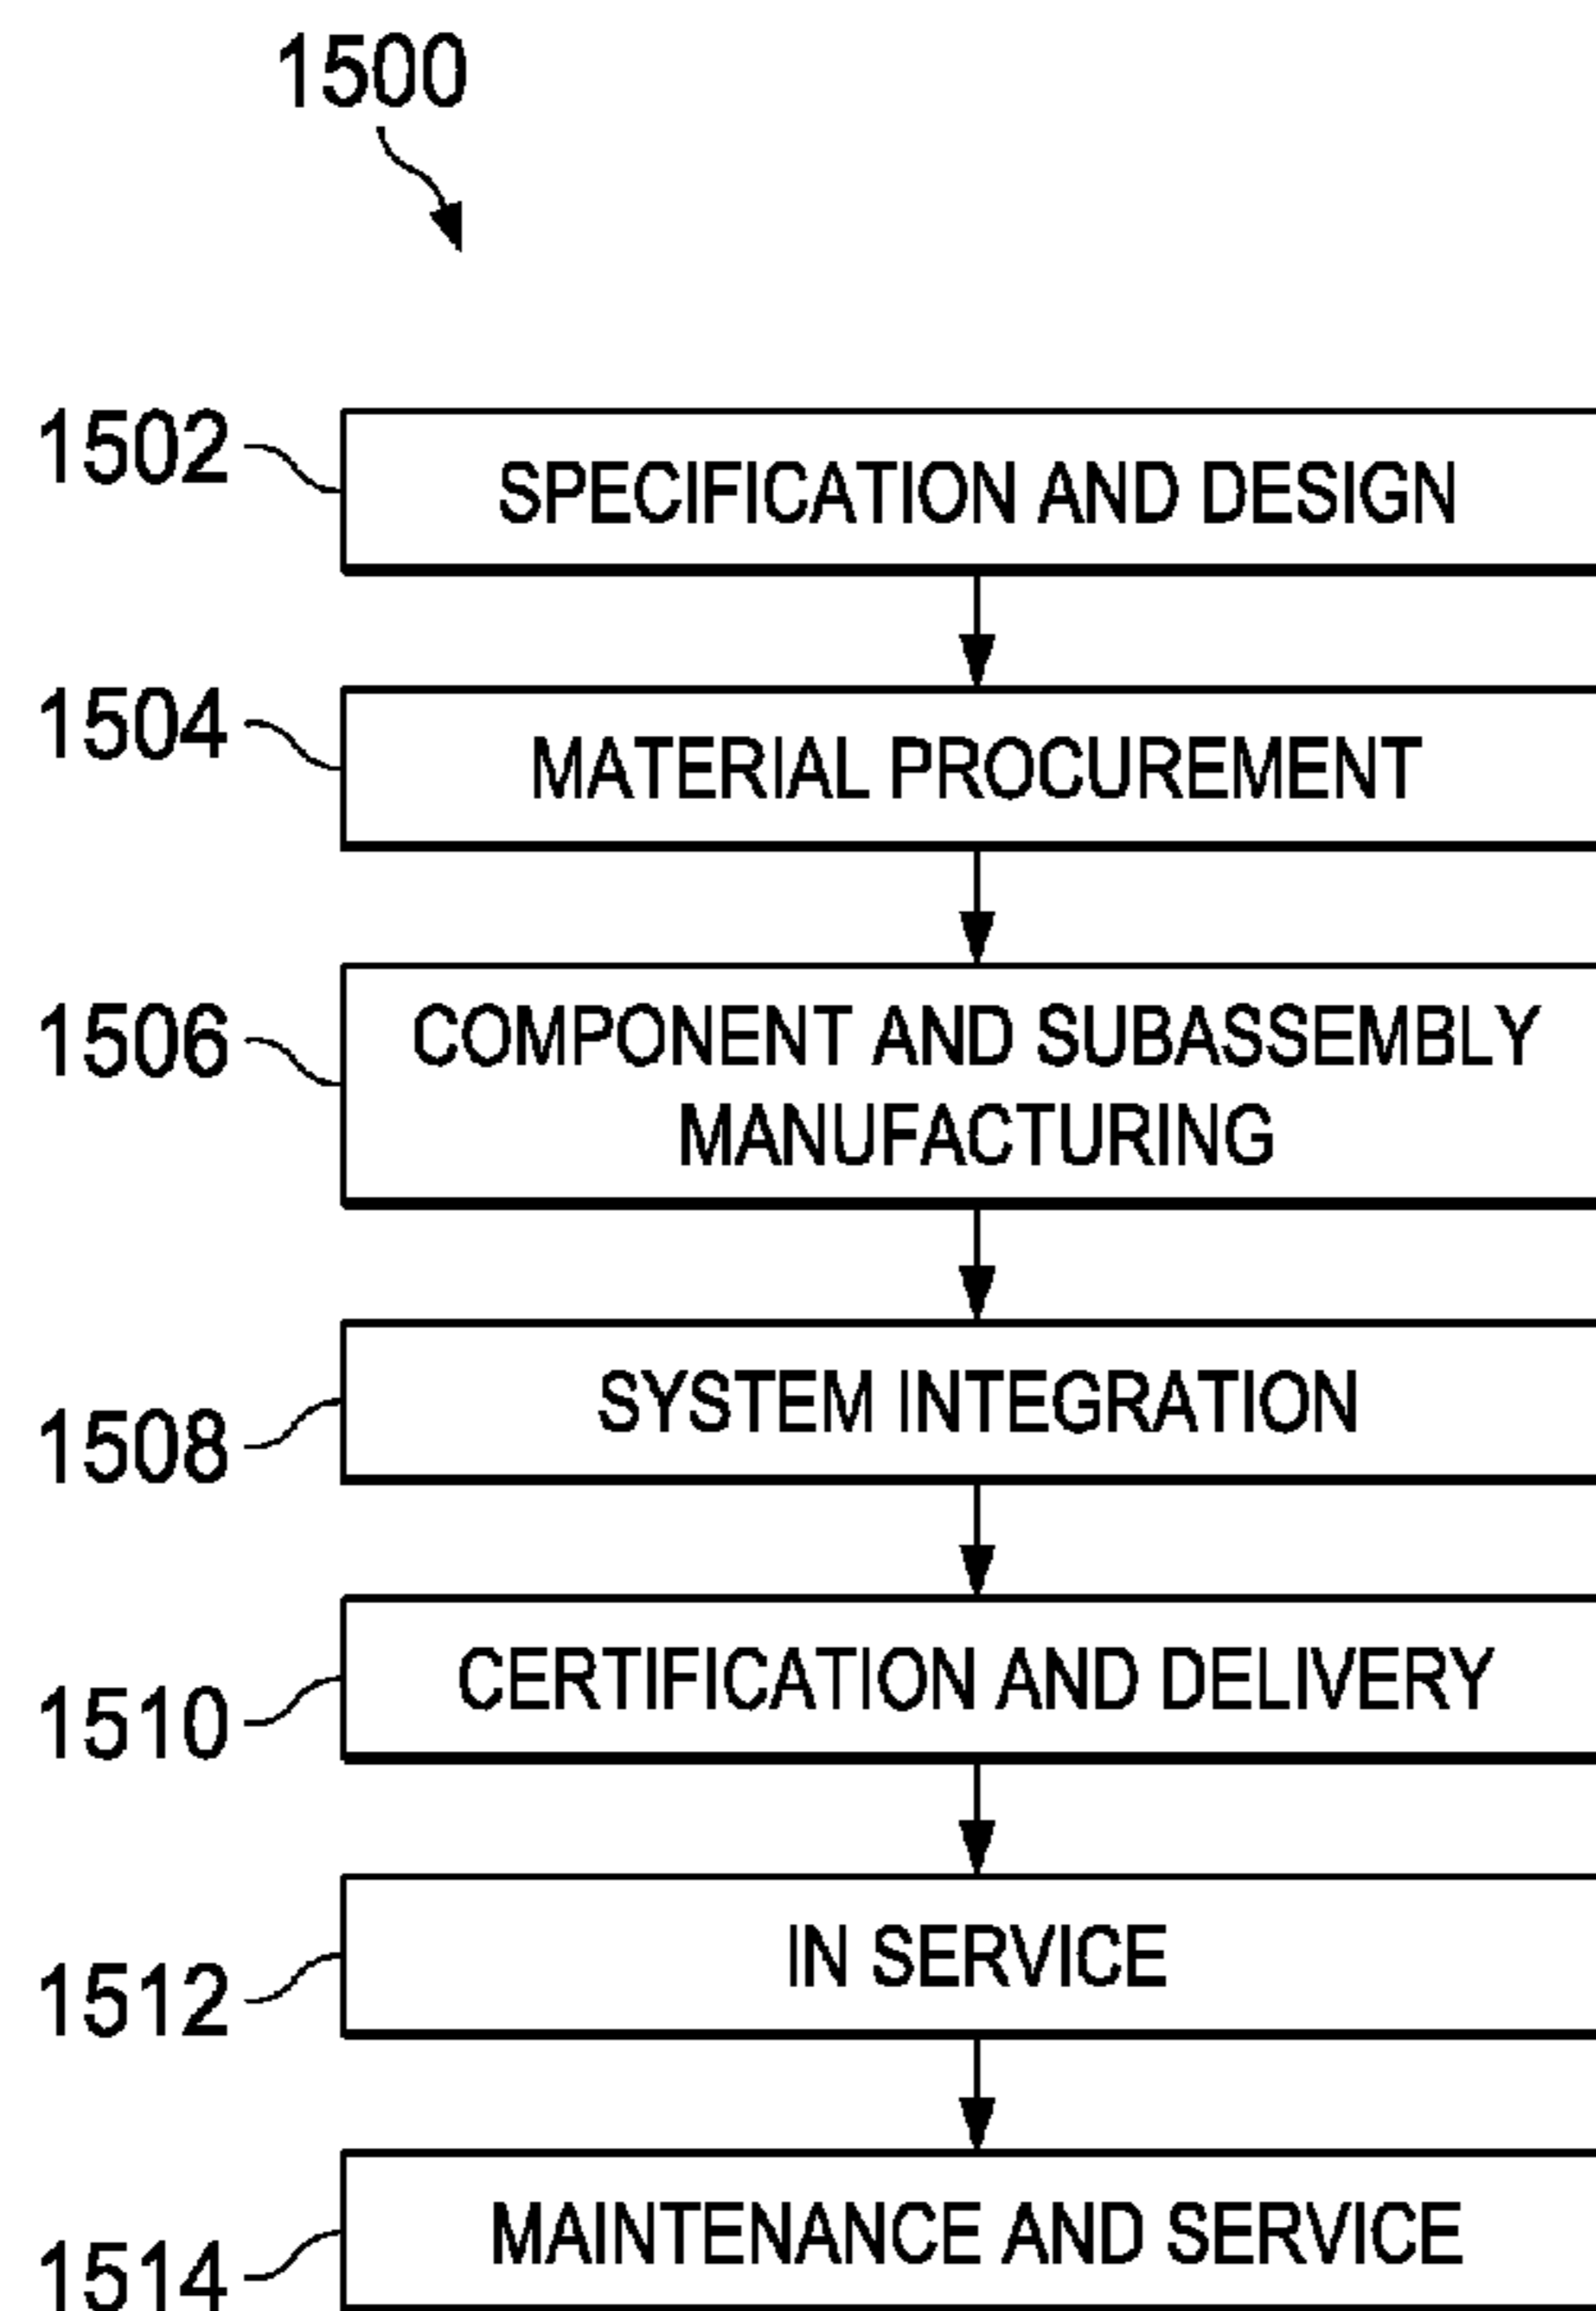 1500
1502
SPECIFICATION AND DESIGN
1504
MATERIAL PROCUREMENT
1506
COMPONENT AND SUBASSEMBLY
MANUFACTURING
1508
SYSTEM INTEGRATION
1510
CERTIFICATION AND DELIVERY
1512
IN SERVICE
1514
MAINTENANCE AND SERVICE